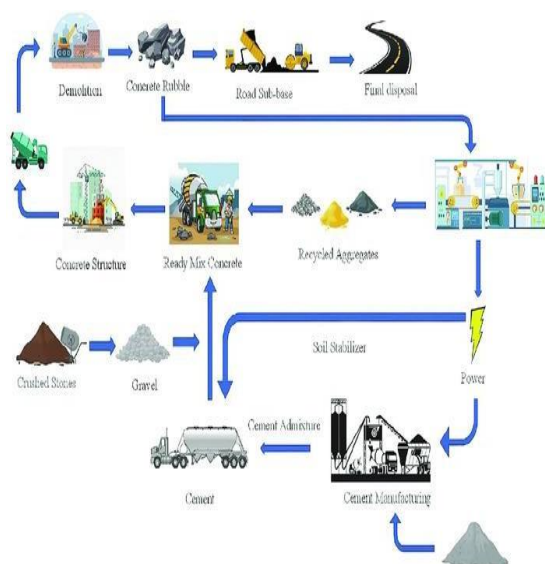 Demolition
Concrete Rubble
Road Sub-base
Final disposal
Concrete Structure
Ready Mix Concrete
Recycled Aggregates
Soil Stabilizer
Crushed Stones
Gravel
Power
Cement Admixture
Cement
Cement Manufacturing